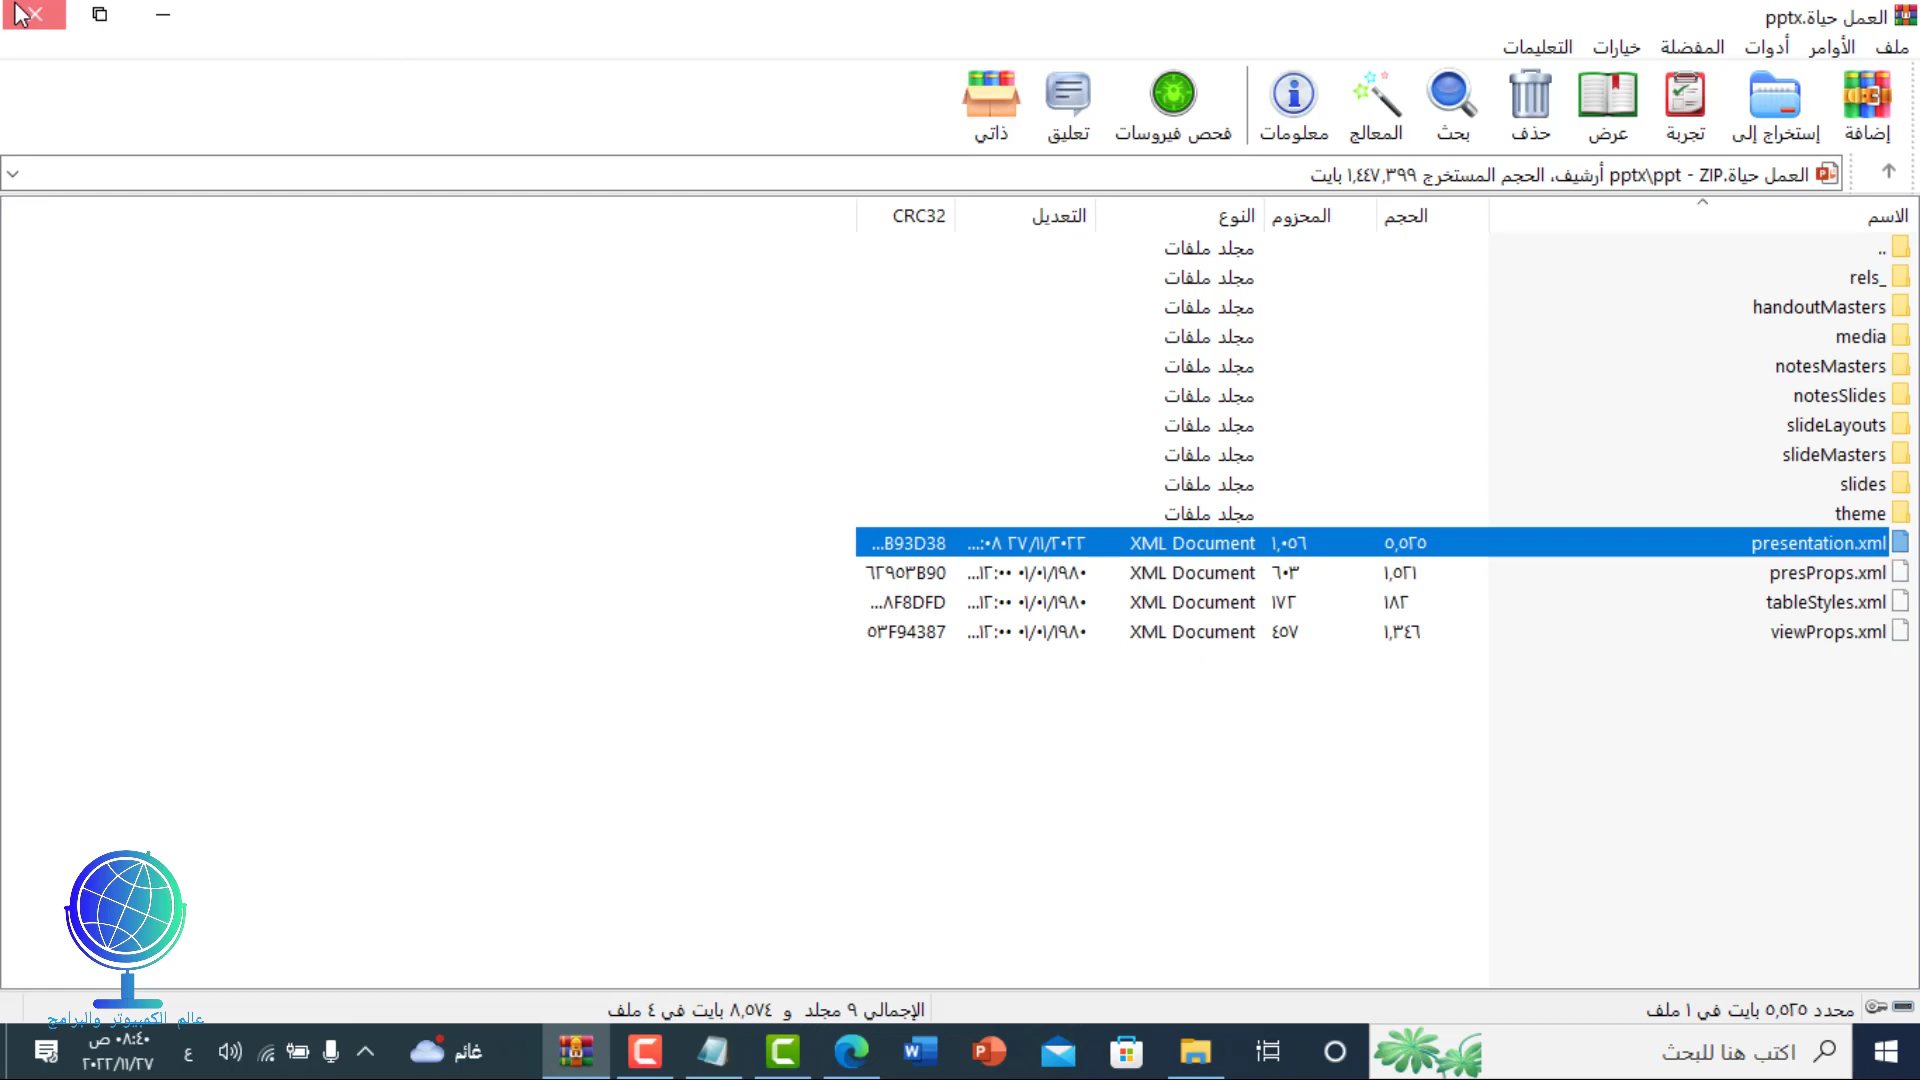 العمل حياة.pptx
ملف الأوامر أدوات المفضلة خيارات التعليمات
إضافة إستخراج إلى تجربة عرض حذف بحث المعالج معلومات فحص فيروسات تعليق ذاتي
العمل حياة.pptx\ppt - ZIP أرشيف، الحجم المستخرج ١,٤٤٧,٣٩٩ بايت
الاسم الحجم المحزوم النوع التعديل CRC32
.. مجلد ملفات
_rels مجلد ملفات
handoutMasters مجلد ملفات
media مجلد ملفات
notesMasters مجلد ملفات
notesSlides مجلد ملفات
slideLayouts مجلد ملفات
slideMasters مجلد ملفات
slides مجلد ملفات
theme مجلد ملفات
presentation.xml ٥,٥٢٥ ١,٠٥٦ XML Document ٢٧/١١/٢٠٢٢ ٠٨:... B93D38...
presProps.xml ١,٥٢١ ٦٠٣ XML Document ٠١/٠١/١٩٨٠ ١٢:٠٠... ٦٢٩٥٣B90
tableStyles.xml ١٨٢ ١٧٢ XML Document ٠١/٠١/١٩٨٠ ١٢:٠٠... ٨F8DFD...
viewProps.xml ١,٣٤٦ ٤٥٧ XML Document ٠١/٠١/١٩٨٠ ١٢:٠٠... ٥٣F94387
محدد ٥,٥٢٥ بايت في ١ ملف
الإجمالي ٩ مجلد و ٨,٥٧٤ بايت في ٤ ملف
عالم الكمبيوتر والبرامج
اكتب هنا للبحث
غائم
ع
٠٨:٤٠ ص
٢٠٢٢/١١/٢٧